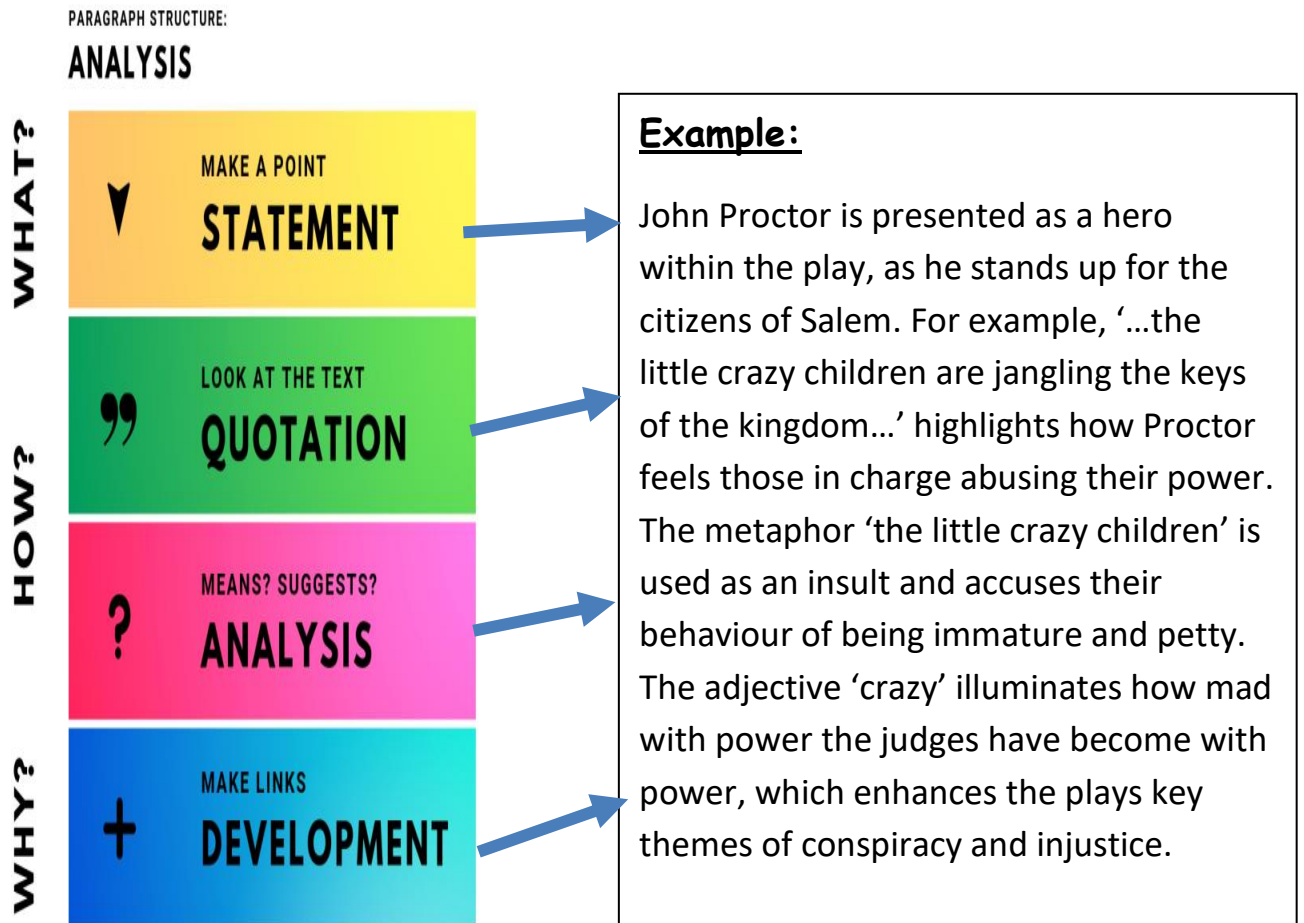 PARAGRAPH STRUCTURE:
ANALYSIS
WHAT?
MAKE A POINT
STATEMENT
HOW?
”
LOOK AT THE TEXT
QUOTATION
?
MEANS? SUGGESTS?
ANALYSIS
WHY?
+
MAKE LINKS
DEVELOPMENT
Example:
John Proctor is presented as a hero
within the play, as he stands up for the
citizens of Salem. For example, ‘…the
little crazy children are jangling the keys
of the kingdom…’ highlights how Proctor
feels those in charge abusing their power.
The metaphor ‘the little crazy children’ is
used as an insult and accuses their
behaviour of being immature and petty.
The adjective ‘crazy’ illuminates how mad
with power the judges have become with
power, which enhances the plays key
themes of conspiracy and injustice.